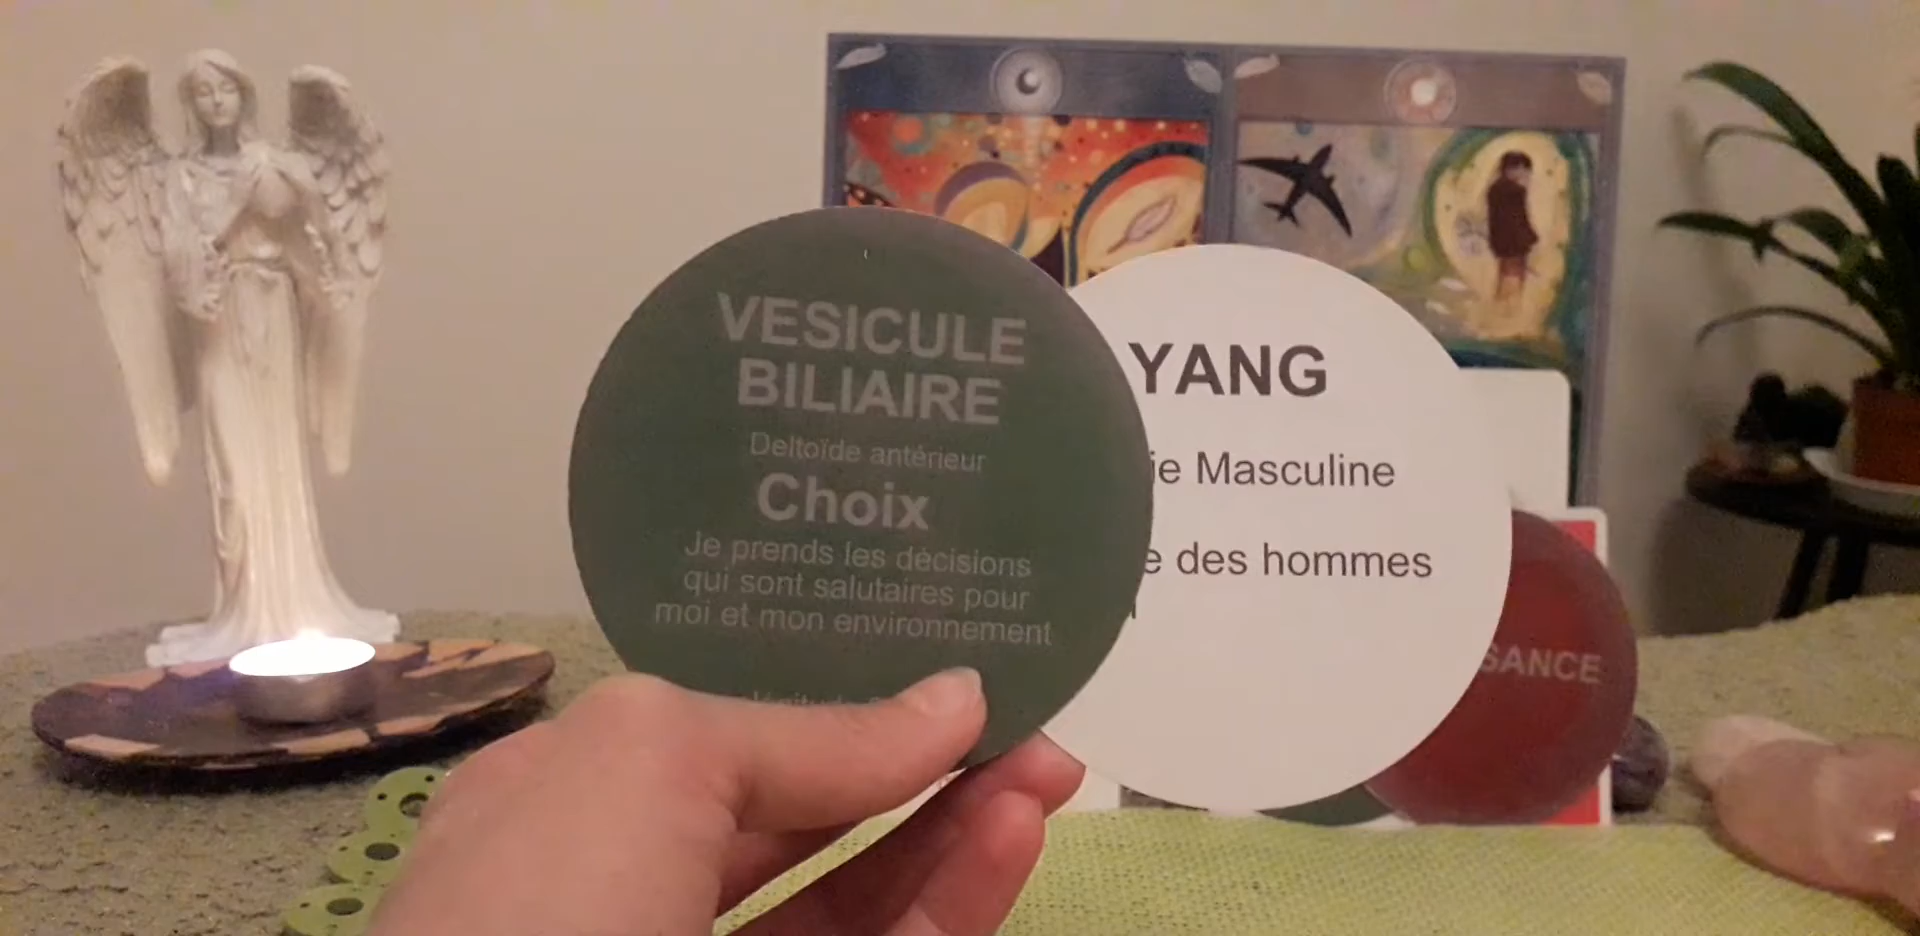 VESICULE
BILIAIRE
Deltoïde antérieur
Choix
Je prends les décisions
qui sont salutaires pour
moi et mon environnement
YANG
ie Masculine
e des hommes
SANCE